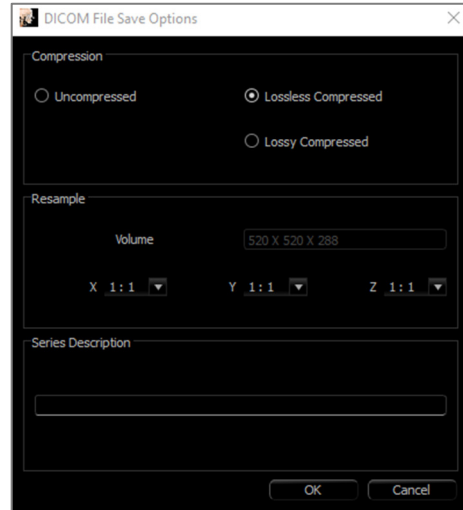 DICOM File Save Options
Compression
Uncompressed
Lossless Compressed
Lossy Compressed
Resample
Volume
520 X 520 X 288
X 1:1 Y 1:1 Z 1:1
Series Description
OK Cancel